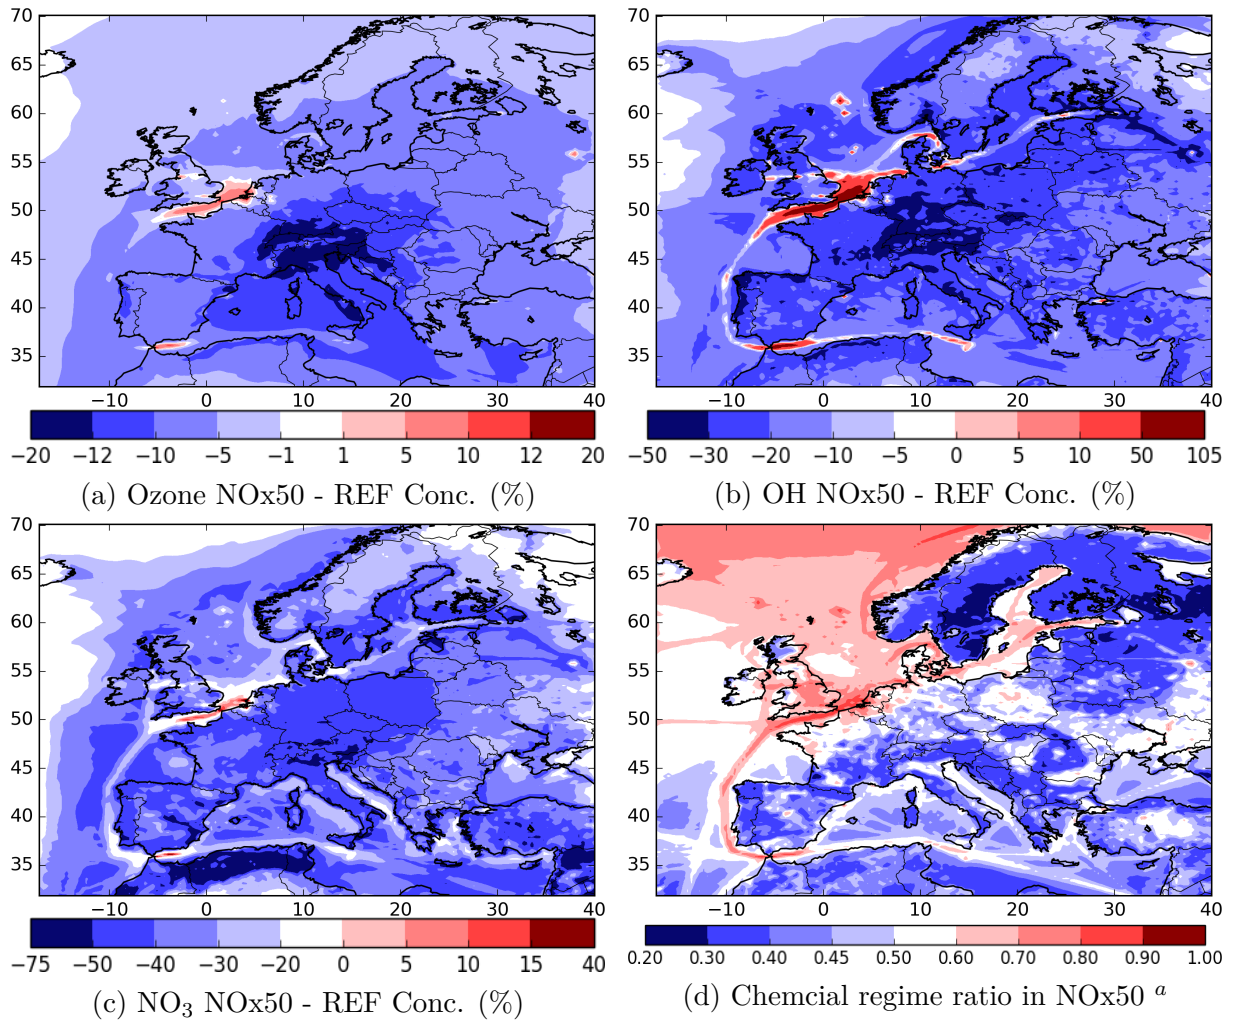 70
65
60
55
50
45
40
35
−10 0 10 20 30 40
−20 −12 −10 −5 −1 1 5 10 12 20
(a) Ozone NOx50 - REF Conc. (%)
70
65
60
55
50
45
40
35
−10 0 10 20 30 40
−50 −30 −20 −10 −5 0 5 10 50 105
(b) OH NOx50 - REF Conc. (%)
70
65
60
55
50
45
40
35
−10 0 10 20 30 40
−75 −50 −40 −30 −20 0 5 10 15 40
(c) NO₃ NOx50 - REF Conc. (%)
70
65
60
55
50
45
40
35
−10 0 10 20 30 40
0.20 0.30 0.40 0.45 0.50 0.60 0.70 0.80 0.90 1.00
(d) Chemcial regime ratio in NOx50 ᵃ